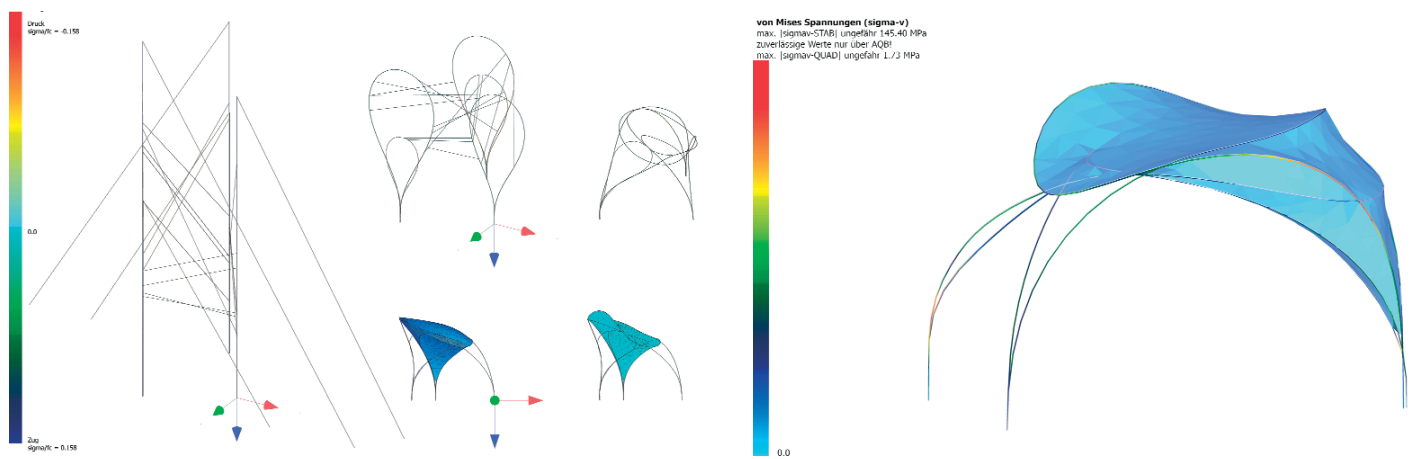 Druck
sigma/fc = -0.158
0.0
Zug
sigma/fc = 0.158
von Mises Spannungen (sigma-v)
max. |sigmav-STAB| ungefähr 145.40 MPa
zuverlässige Werte nur über AQB!
max. |sigmav-QUAD| ungefähr 1.73 MPa
0.0